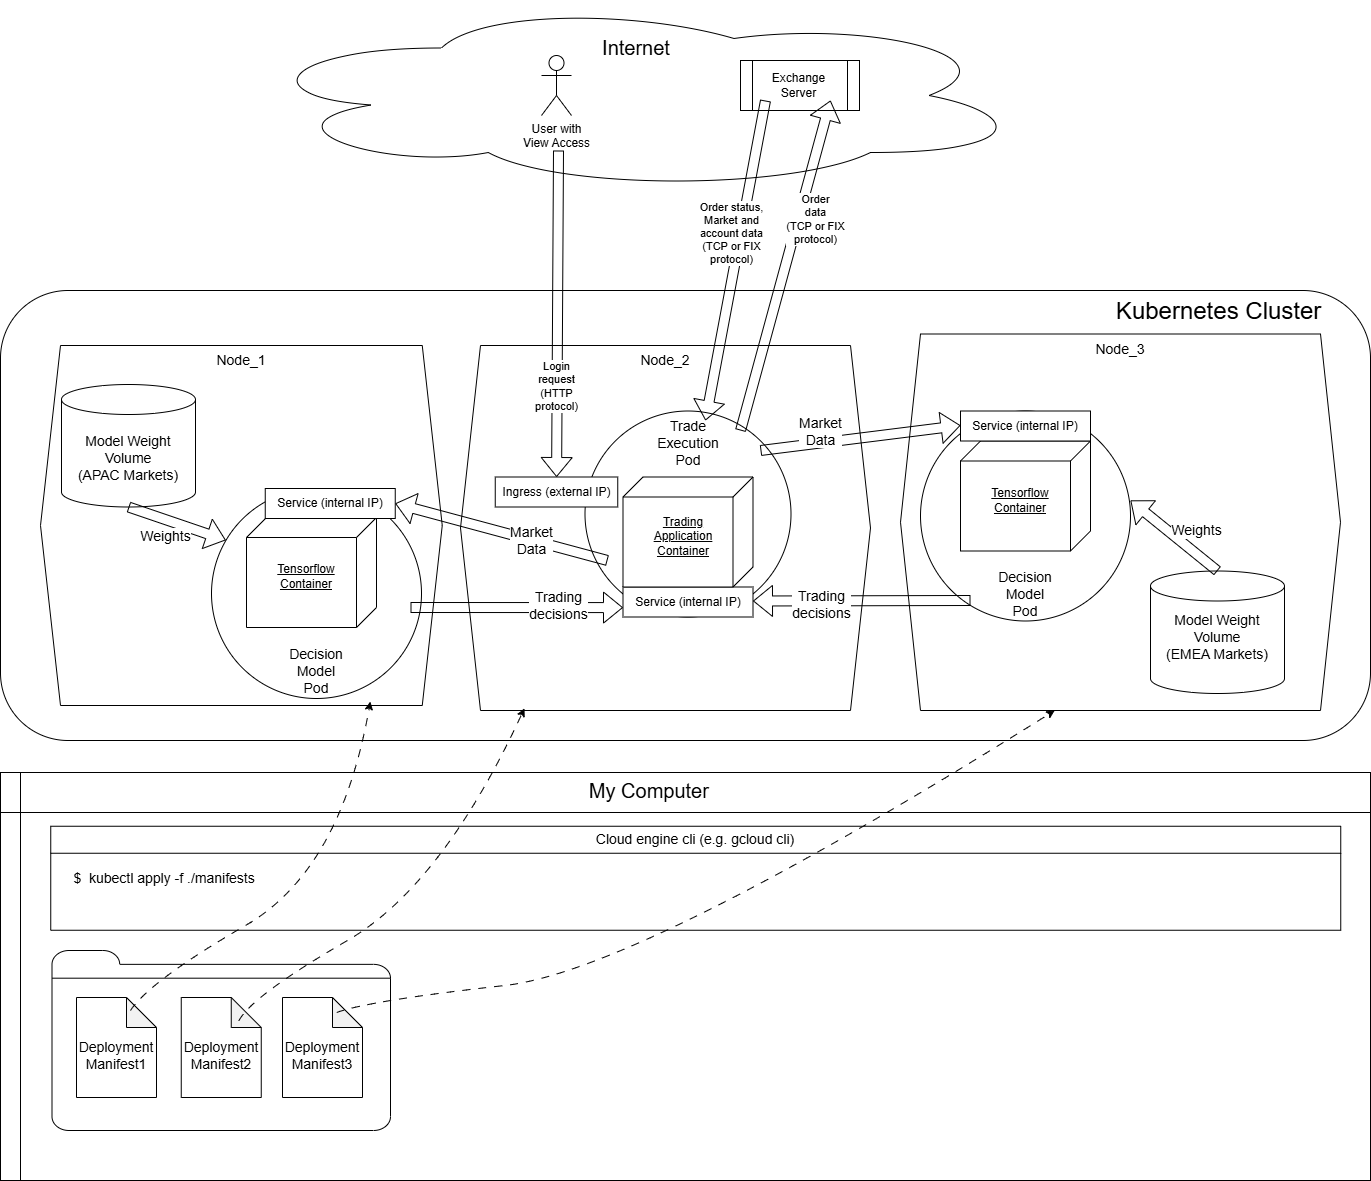 Internet
Exchange
Server
User with
View Access
Order status,
Market and
account data
(TCP or FIX
protocol)
Order
data
(TCP or FIX
protocol)
Kubernetes Cluster
Node_1
Model Weight
Volume
(APAC Markets)
Weights
Service (internal IP)
Tensorflow
Container
Decision
Model
Pod
Market
Data
Trading
decisions
Node_2
Login
request
(HTTP
protocol)
Ingress (external IP)
Trade
Execution
Pod
Trading
Application
Container
Service (internal IP)
Market
Data
Trading
decisions
Node_3
Service (internal IP)
Tensorflow
Container
Decision
Model
Pod
Weights
Model Weight
Volume
(EMEA Markets)
My Computer
Cloud engine cli (e.g. gcloud cli)
$ kubectl apply -f ./manifests
Deployment
Manifest1
Deployment
Manifest2
Deployment
Manifest3